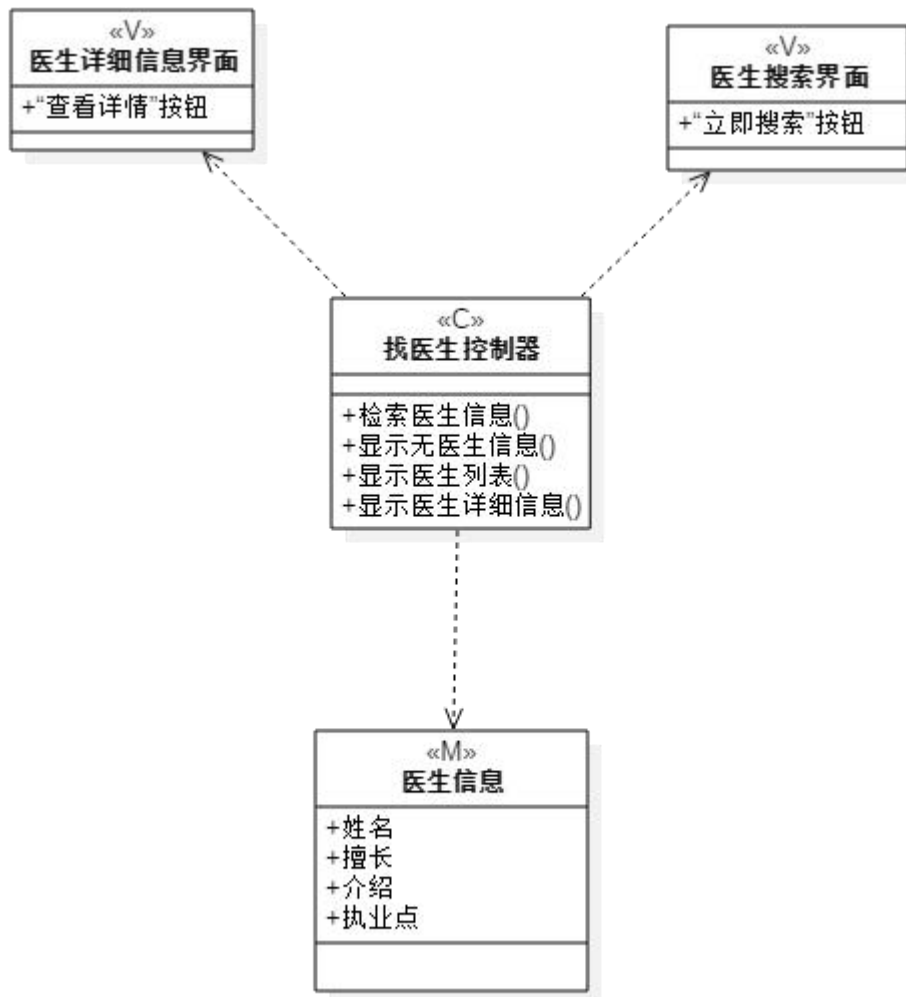 «V»
医生详细信息界面
+“查看详情”按钮
«V»
医生搜索界面
+“立即搜索”按钮
«C»
找医生控制器
+检索医生信息()
+显示无医生信息()
+显示医生列表()
+显示医生详细信息()
«M»
医生信息
+姓名
+擅长
+介绍
+执业点